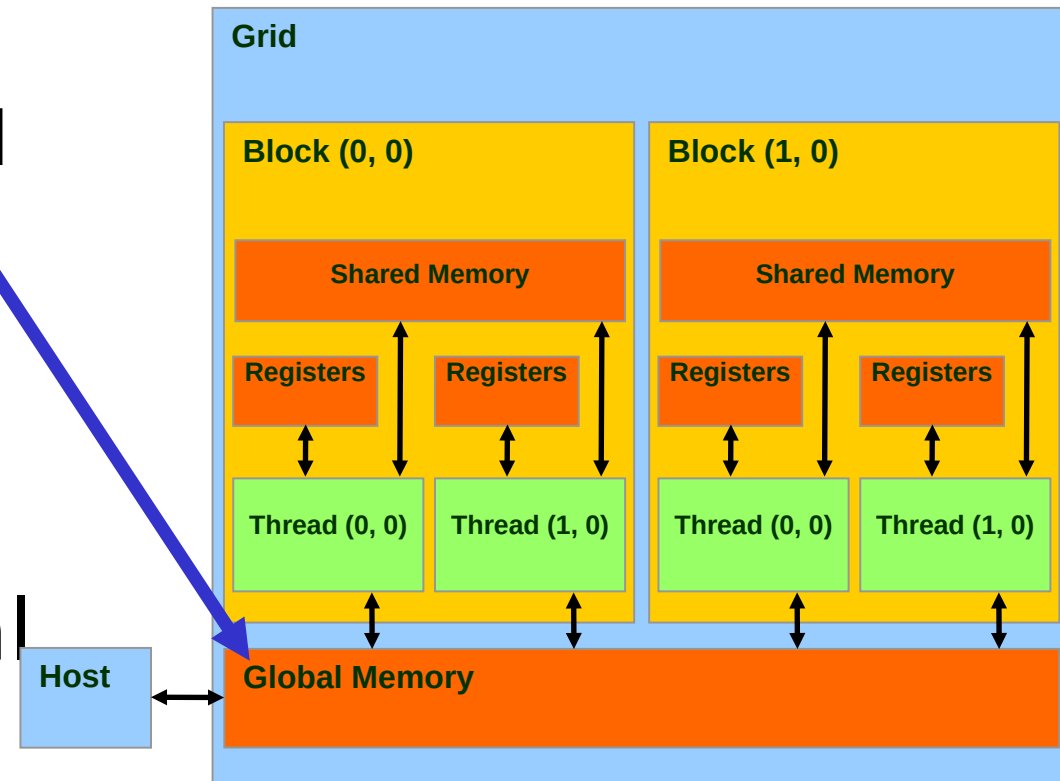 Grid
Block (0, 0) Block (1, 0)
Shared Memory Shared Memory
Registers Registers Registers Registers
Thread (0, 0) Thread (1, 0) Thread (0, 0) Thread (1, 0)
Host
Global Memory